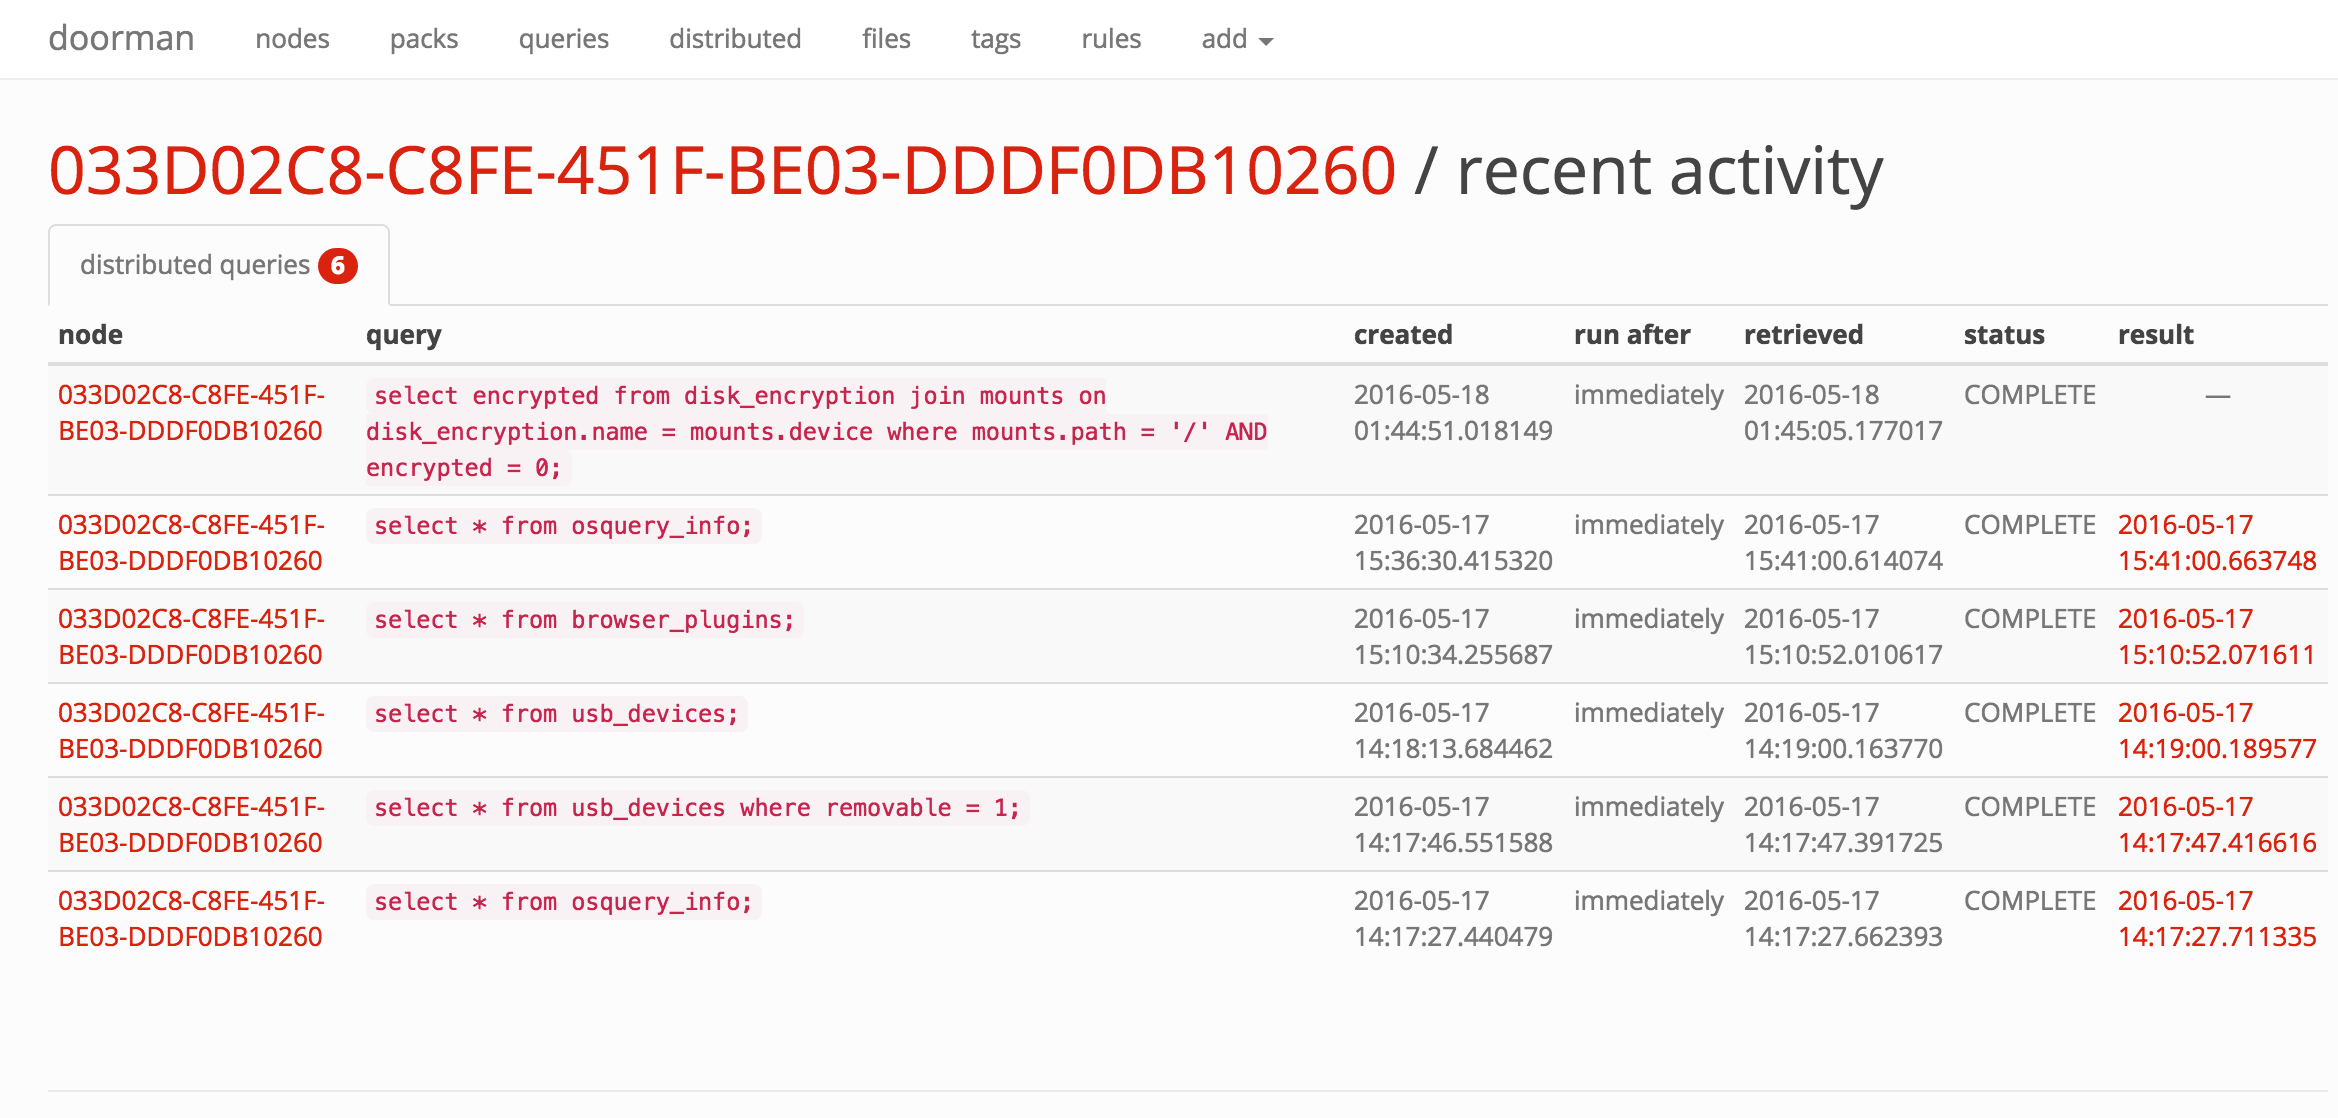 doorman nodes packs queries distributed files tags rules add
033D02C8-C8FE-451F-BE03-DDDF0DB10260 / recent activity
distributed queries 6
node query created run after retrieved status result
033D02C8-C8FE-451F- select encrypted from disk_encryption join mounts on 2016-05-18 immediately 2016-05-18 COMPLETE —
BE03-DDDF0DB10260 disk_encryption.name = mounts.device where mounts.path = '/' AND 01:44:51.018149 01:45:05.177017
encrypted = 0;
033D02C8-C8FE-451F- select * from osquery_info; 2016-05-17 immediately 2016-05-17 COMPLETE 2016-05-17
BE03-DDDF0DB10260 15:36:30.415320 15:41:00.614074 15:41:00.663748
033D02C8-C8FE-451F- select * from browser_plugins; 2016-05-17 immediately 2016-05-17 COMPLETE 2016-05-17
BE03-DDDF0DB10260 15:10:34.255687 15:10:52.010617 15:10:52.071611
033D02C8-C8FE-451F- select * from usb_devices; 2016-05-17 immediately 2016-05-17 COMPLETE 2016-05-17
BE03-DDDF0DB10260 14:18:13.684462 14:19:00.163770 14:19:00.189577
033D02C8-C8FE-451F- select * from usb_devices where removable = 1; 2016-05-17 immediately 2016-05-17 COMPLETE 2016-05-17
BE03-DDDF0DB10260 14:17:46.551588 14:17:47.391725 14:17:47.416616
033D02C8-C8FE-451F- select * from osquery_info; 2016-05-17 immediately 2016-05-17 COMPLETE 2016-05-17
BE03-DDDF0DB10260 14:17:27.440479 14:17:27.662393 14:17:27.711335